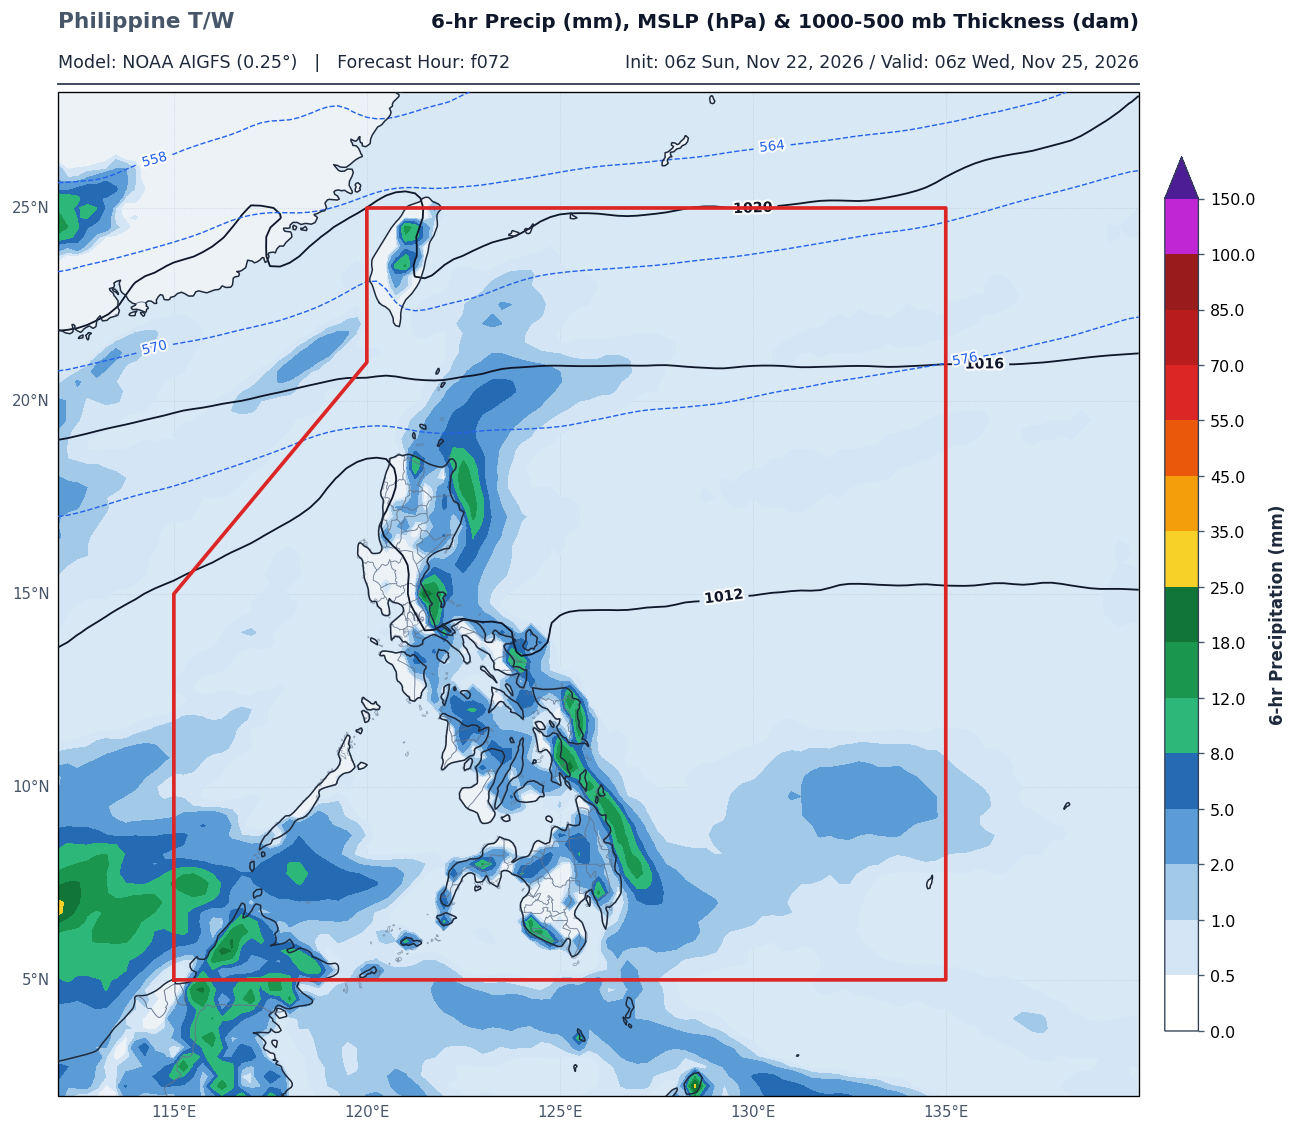 Philippine T/W
6-hr Precip (mm), MSLP (hPa) & 1000-500 mb Thickness (dam)
Model: NOAA AIGFS (0.25°) | Forecast Hour: f072
Init: 06z Sun, Nov 22, 2026 / Valid: 06z Wed, Nov 25, 2026
558
564
570
576
1020
1016
1012
25°N
20°N
15°N
10°N
5°N
115°E
120°E
125°E
130°E
135°E
150.0
100.0
85.0
70.0
55.0
45.0
35.0
25.0
18.0
12.0
8.0
5.0
2.0
1.0
0.5
0.0
6-hr Precipitation (mm)